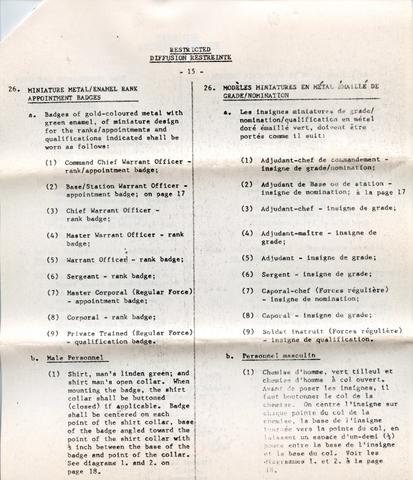 RESTRICTED
DIFFUSION RESTREINTE
- 15 -
26. MINIATURE METAL/ENAMEL RANK
APPOINTMENT BADGES
a. Badges of gold-coloured metal with
green enamel, of miniature design
for the ranks/appointments and
qualifications indicated shall be
worn as follows:
(1) Command Chief Warrant Officer -
rank/appointment badge;
(2) Base/Station Warrant Officer -
appointment badge; on page 17
(3) Chief Warrant Officer -
rank badge;
(4) Master Warrant Officer - rank
badge;
(5) Warrant Officer - rank badge;
(6) Sergeant - rank badge;
(7) Master Corporal (Regular Force)
- appointment badge;
(8) Corporal - rank badge;
(9) Private Trained (Regular Force)
- qualification badge.
b. Male Personnel
(1) Shirt, man's linden green; and
shirt man's open collar. When
mounting the badge, the shirt
collar shall be buttoned
(closed) if applicable. Badge
shall be centered on each
point of the shirt collar, base
of the badge angled toward the
point of the shirt collar with
½ inch between the base of the
badge and point of the collar.
See diagrams 1. and 2. on
page 18.
26. MODÈLES MINIATURES EN MÉTAL ÉMAILLÉ DE
GRADE/NOMINATION
a. Les insignes miniatures de grade/
nomination/qualification en métal
doré émaillé vert, doivent être
portés comme il suit:
(1) Adjudant-chef de commandement -
insigne de grade/nomination;
(2) Adjudant de Base ou de station -
insigne de nomination; à la page 17
(3) Adjudant-chef - insigne de grade;
(4) Adjudant-maître - insigne de
grade;
(5) Adjudant - insigne de grade;
(6) Sergent - insigne de grade;
(7) Caporal-chef (Forces régulière)
- insigne de nomination;
(8) Caporal - insigne de grade;
(9) Soldat instruit (Forces régulière)
- insigne de qualification.
b. Personnel masculin
(1) Chemise d'homme, vert tilleul et
chemise d'homme à col ouvert.
Avant de poser les insignes, il
faut boutonner le col de la
chemise. On centre l'insigne sur
chaque pointe du col de la
chemise, la base de l'insigne
tournée vers la pointe du col, en
laissant un espace d'un-demi (½)
pouce entre la base de l'insigne
et la base du col. Voir les
diagrammes 1. et 2. à la page
18.